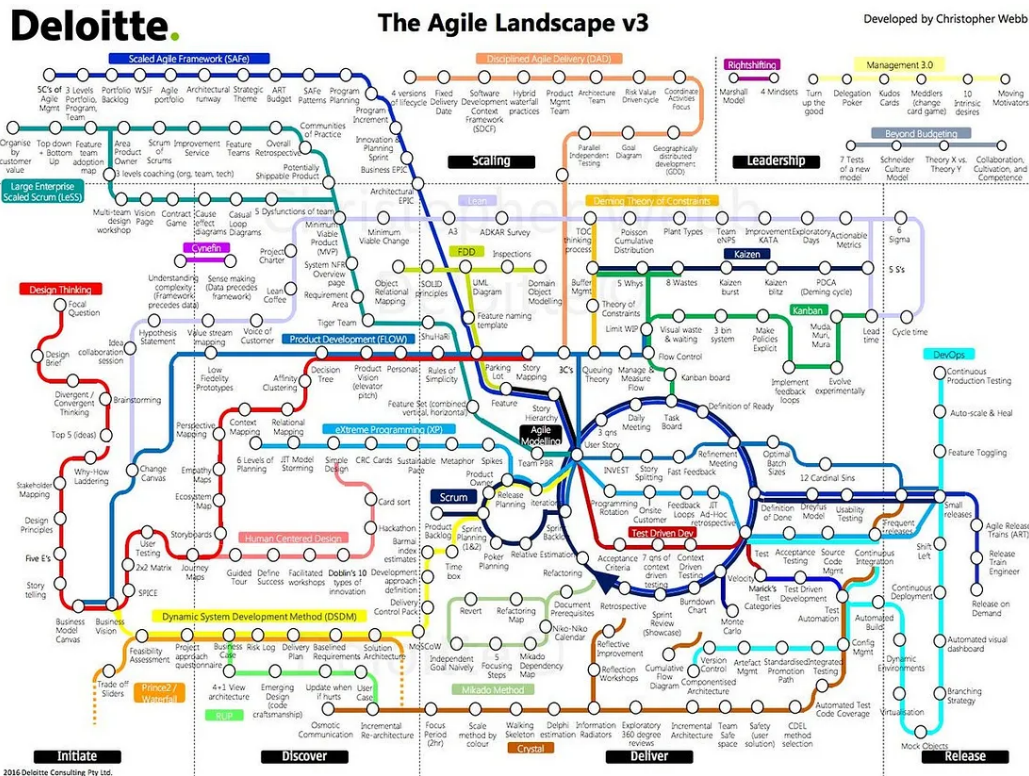 Deloitte.
The Agile Landscape v3
Developed by Christopher Webb
Scaled Agile Framework (SAFe)
5C's of
Agile
Mgmt
3 Levels
Portfolio,
Program,
Team
Portfolio
Backlog
WSJF
Agile
portfolio
Architectural
runway
Strategic
Theme
ART
Budget
SAFe
Patterns
Program
Planning
Program
Increment
Innovation &
Planning
Sprint
Business EPIC
Architectural
EPIC
Disciplined Agile Delivery (DAD)
4 versions
of lifecycle
Fixed
Delivery
Date
Software
Development
Context
Framework
(SDCF)
Hybrid
waterfall
practices
Product
Mgmt
Team
Architecture
Team
Risk Value
Driven cycle
Coordinate
Activities
Focus
Parallel
Independent
Testing
Goal
Diagram
Geographically
distributed
development
(GDD)
Scaling
Rightshifting
Marshall
Model
4 Mindsets
Management 3.0
Turn
up the
good
Delegation
Poker
Kudos
Cards
Meddlers
(change
card game)
10
Intrinsic
desires
Moving
Motivators
Beyond Budgeting
7 Tests
of a new
model
Schneider
Culture
Model
Theory X vs.
Theory Y
Collaboration,
Culture, and
Competence
Leadership
Organise
by
customer
value
Top down
+ Bottom
Up
Feature
team
adoption
map
Area
Product
Owner
Scrum
of
Scrums
Improvement
Service
Feature
Teams
Overall
Retrospective
Communities
of Practice
Potentially
Shippable Product
3 levels coaching (org, team, tech)
Large Enterprise
Scaled Scrum (LeSS)
Multi-team
design
workshop
Vision
Page
Contract
Game
Cause
effect
diagrams
Casual
Loop
Diagrams
5 Dysfunctions of team
Minimum
Viable
Product
(MVP)
System NFR
Overview
page
Requirement
Area
Tiger Team
ShuHaRi
Lean
Minimum
Viable Change
A3
ADKAR Survey
Project
Charter
Lean
Coffee
Voice of
Customer
Value stream
mapping
Hypothesis
Statement
Idea
collaboration
session
Brainstorming
Change
Canvas
Cynefin
Understanding
complexity
(Framework
precedes data)
Sense making
(Data precedes
framework)
FDD
Inspections
Object
Relational
Mapping
SOLID
principles
UML
Diagram
Domain
Object
Modelling
Feature naming
template
Deming Theory of Constraints
TOC
thinking
process
Poisson
Cumulative
Distribution
Plant Types
Team
eNPS
Improvement
KATA
Exploratory
Days
Actionable
Metrics
6
Sigma
5 S's
Buffer
Mgmt
Theory of
Constraints
Kaizen
5 Whys
8 Wastes
Kaizen
burst
Kaizen
blitz
PDCA
(Deming cycle)
Kanban
Limit WIP
Visual waste
& waiting
3 bin
system
Make
Policies
Explicit
Muda,
Muri,
Mura
Lead
time
Cycle time
Flow Control
Kanban board
Implement
feedback
loops
Evolve
experimentally
Design Thinking
Focal
Question
Design
Brief
Divergent /
Convergent
Thinking
Top 5 (ideas)
Why-How
Laddering
Stakeholder
Mapping
Design
Principles
Five E's
Story
telling
Business
Model
Canvas
Business
Vision
SPICE
2x2 Matrix
User
Testing
Journey
Maps
Storyboards
Ecosystem
Map
Empathy
Maps
Perspective
Mapping
Context
Mapping
Relational
Mapping
Affinity
Clustering
Decision
Tree
Product Development (FLOW)
Low
Fidelity
Prototypes
Product
Vision
(elevator
pitch)
Personas
Rules of
Simplicity
Parking
Lot
Story
Mapping
3C's
Queuing
Theory
Manage &
Measure
Flow
Feature
Story
Hierarchy
Feature Set (combined
vertical, horizontal)
Agile
Modelling
Team PBR
eXtreme Programming (XP)
6 Levels of
Planning
JIT Model
Storming
Simple
Design
CRC Cards
Sustainable
Pace
Metaphor
Spikes
Product
Owner
Release
Planning
Iteration
Card sort
Hackathon
Human Centered Design
Guided
Tour
Define
Success
Facilitated
workshops
Doblin's 10
types of
innovation
Scrum
Product
Backlog
Sprint
Planning
(1&2)
Poker
Planning
Relative Estimation
Sprint
Backlog
3 qns
Daily
Meeting
Task
Board
Definition of Ready
Refinement
Meeting
User Story
INVEST
Story
Splitting
Fast Feedback
Optimal
Batch
Sizes
12 Cardinal Sins
Programming
Rotation
Onsite
Customer
Feedback
Loops
JIT
Ad-Hoc
retrospective
Definition
of Done
Dreyfus
Model
Usability
Testing
Frequent
releases
Small
releases
Test Driven Dev
Acceptance
Criteria
7 qns of
context
driven
testing
Context
Driven
Testing
Test
Acceptance
Testing
Source
Code
Mgmt
Continuous
Integration
Velocity
Marick's
Test
Categories
Test Driven
Development
Test
Automation
Automated
Build
Config
Mgmt
Monte
Carlo
Burndown
Chart
Sprint
Review
(Showcase)
Retrospective
Refactoring
Document
Prerequisites
Niko-Niko
Calendar
Barmai
index
estimates
Time
box
Development
approach
definition
Delivery
Control Pack
MoSCoW
Dynamic System Development Method (DSDM)
Feasibility
Assessment
Project
approach
questionnaire
Business
Case
Risk Log
Delivery
Plan
Baselined
Requirements
Solution
Architecture
Trade off
Sliders
Prince2 /
Waterfall
RUP
4+1 View
architecture
Emerging
Design
(code
craftsmanship)
Update when
if hurts
User
Case
Mikado Method
Revert
Refactoring
Map
Independent
Goal Naively
5
Focusing
Steps
Mikado
Dependency
Reflective
Improvement
Reflection
Workshops
Cumulative
Flow
Diagram
Version
Control
Componentised
Architecture
Artefact
Mgmt
Standardised
Promotion
Path
Integrated
Testing
Automated Test
Code Coverage
Crystal
Osmotic
Communication
Incremental
Re-architecture
Focus
Period
(2hr)
Scale
method by
colour
Walking
Skeleton
Delphi
estimation
Information
Radiators
Exploratory
360 degree
reviews
Incremental
Architecture
Team
Safe
space
Safety
(user
solution)
CDEL
method
selection
DevOps
Continuous
Production Testing
Auto-scale & Heal
Feature Toggling
Shift
Left
Continuous
Deployment
Automated visual
dashboard
Branching
Strategy
Mock Objects
Virtualisation
Dynamic
Environments
Agile Release
Trains (ART)
Release
Train
Engineer
Release on
Demand
Initiate
Discover
Deliver
Release
2016 Deloitte Consulting Pty Ltd.